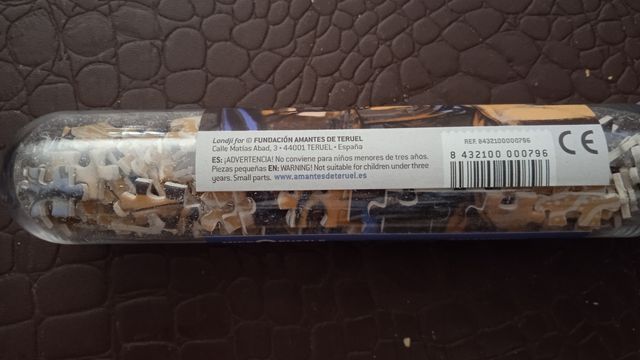 Londji for © FUNDACIÓN AMANTES DE TERUEL
Calle Matías Abad, 3 • 44001 TERUEL • España
ES: ¡ADVERTENCIA! No conviene para niños menores de tres años.
Piezas pequeñas EN: WARNING! Not suitable for children under three
years. Small parts. www.amantesdeteruel.es
REF. 8432100000796
CE
8 432100 000796